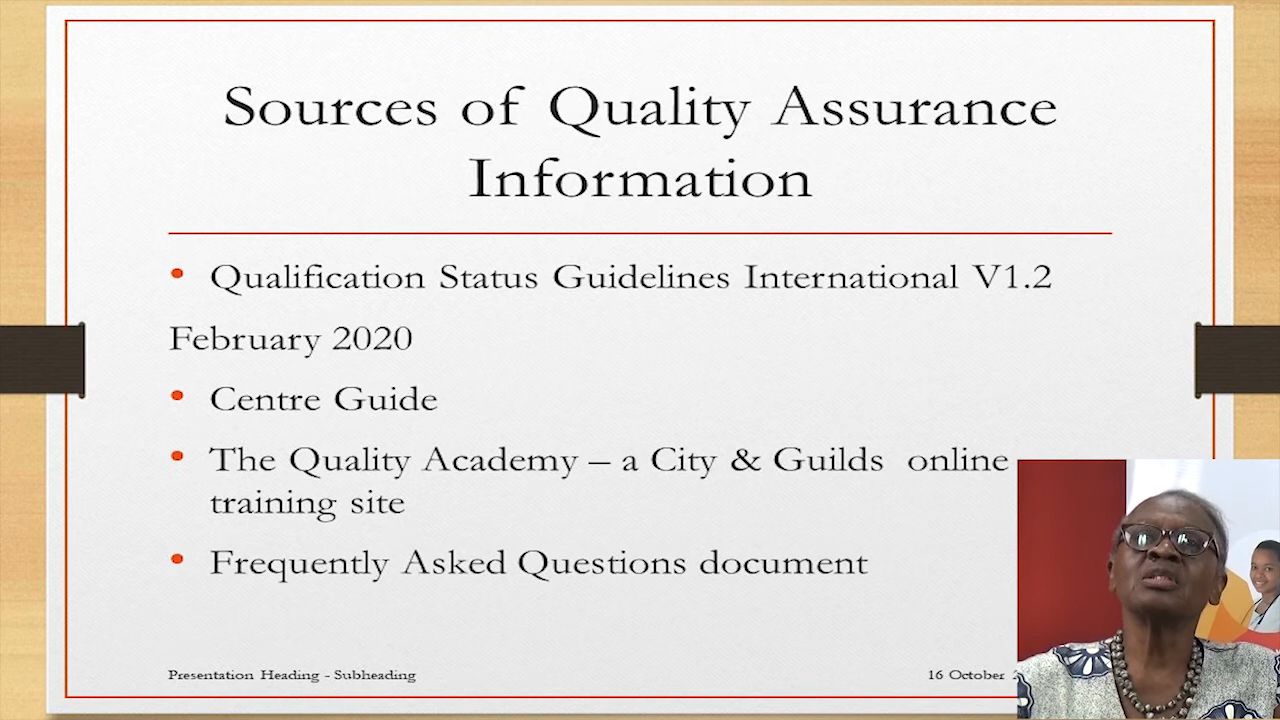 Sources of Quality Assurance
Information
• Qualification Status Guidelines International V1.2
February 2020
• Centre Guide
• The Quality Academy – a City & Guilds online
training site
• Frequently Asked Questions document
Presentation Heading - Subheading
16 October